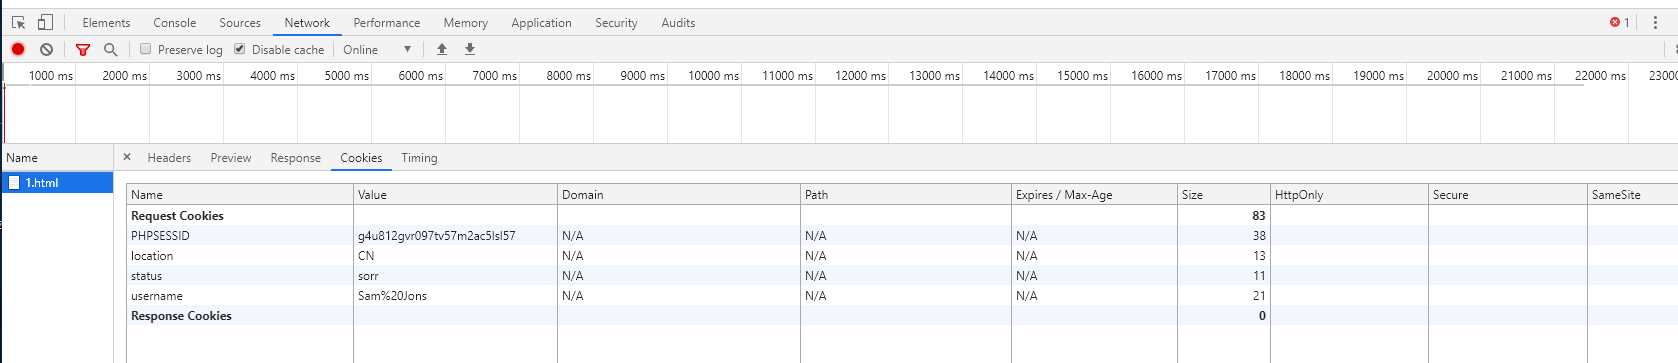 Elements Console Sources Network Performance Memory Application Security Audits 1
Preserve log Disable cache Online
1000 ms 2000 ms 3000 ms 4000 ms 5000 ms 6000 ms 7000 ms 8000 ms 9000 ms 10000 ms 11000 ms 12000 ms 13000 ms 14000 ms 15000 ms 16000 ms 17000 ms 18000 ms 19000 ms 20000 ms 21000 ms 22000 ms 23000
Name × Headers Preview Response Cookies Timing
1.html
Name Value Domain Path Expires / Max-Age Size HttpOnly Secure SameSite
Request Cookies 83
PHPSESSID g4u812gvr097tv57m2ac5lsl57 N/A N/A N/A 38
location CN N/A N/A N/A 13
status sorr N/A N/A N/A 11
username Sam%20Jons N/A N/A N/A 21
Response Cookies 0